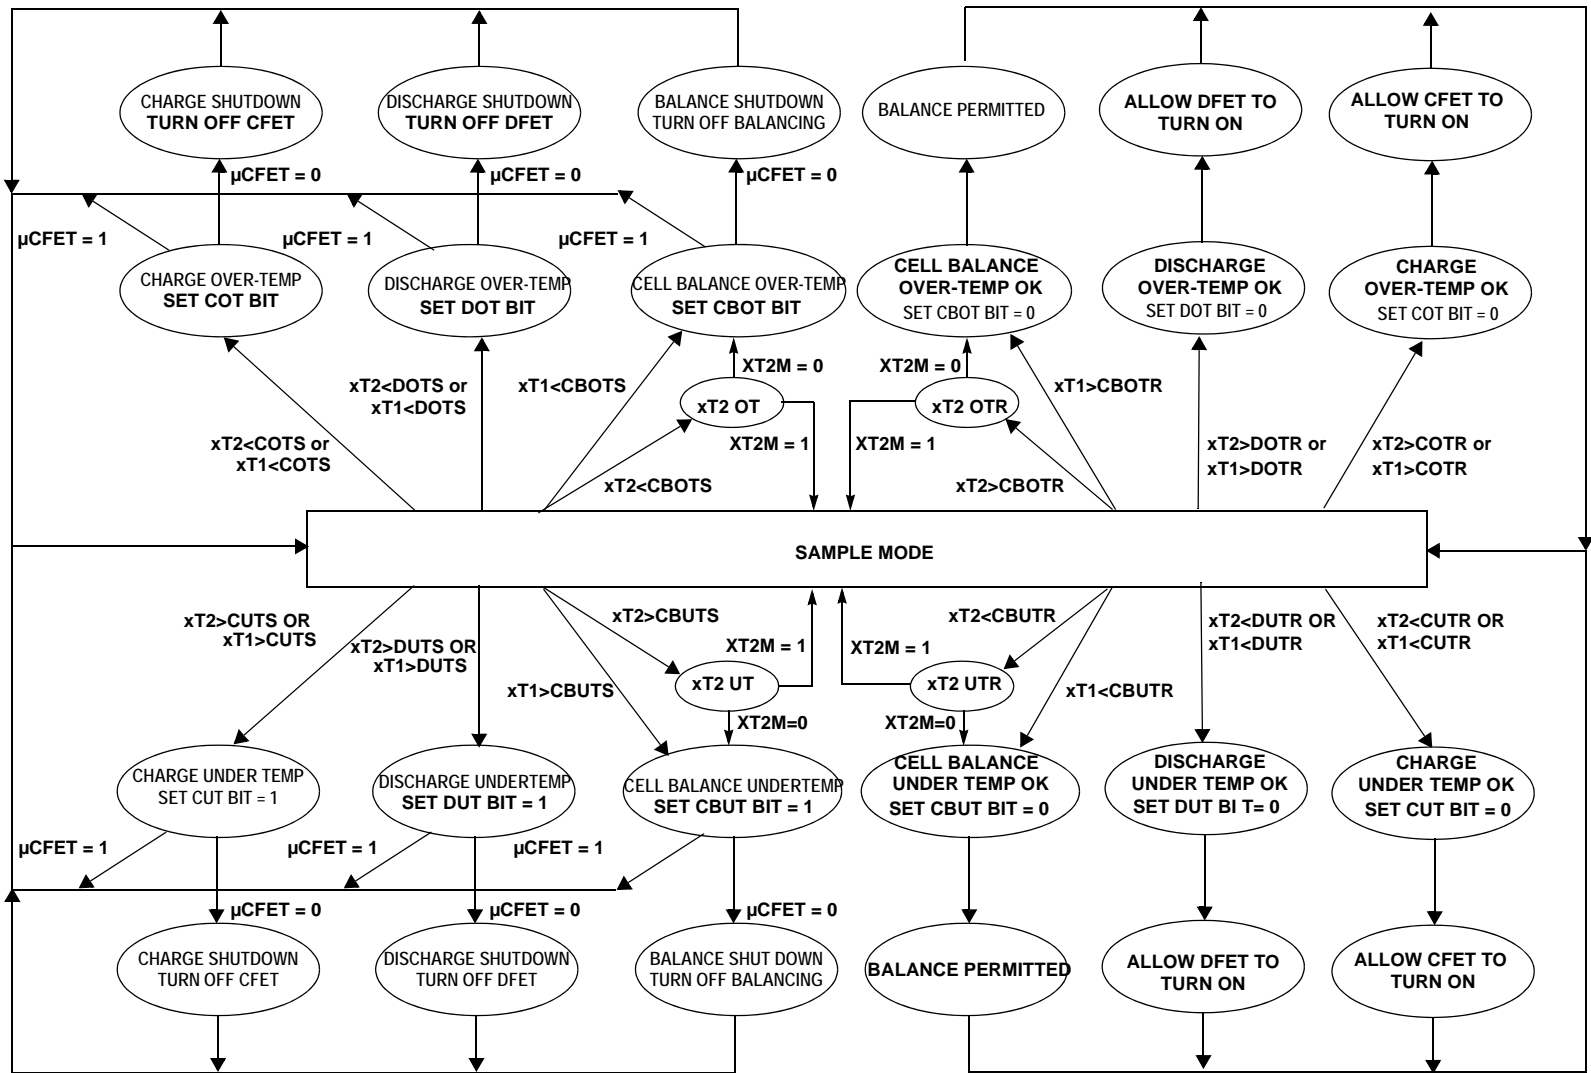 CHARGE SHUTDOWN
TURN OFF CFET
DISCHARGE SHUTDOWN
TURN OFF DFET
BALANCE SHUTDOWN
TURN OFF BALANCING
BALANCE PERMITTED
ALLOW DFET TO
TURN ON
ALLOW CFET TO
TURN ON
µCFET = 0
µCFET = 0
µCFET = 0
µCFET = 1
µCFET = 1
µCFET = 1
CHARGE OVER-TEMP
SET COT BIT
DISCHARGE OVER-TEMP
SET DOT BIT
CELL BALANCE OVER-TEMP
SET CBOT BIT
CELL BALANCE
OVER-TEMP OK
SET CBOT BIT = 0
DISCHARGE
OVER-TEMP OK
SET DOT BIT = 0
CHARGE
OVER-TEMP OK
SET COT BIT = 0
xT2<COTS or
xT1<COTS
xT2<DOTS or
xT1<DOTS
xT1<CBOTS
XT2M = 0
xT2 OT
XT2M = 1
xT2<CBOTS
XT2M = 0
xT2 OTR
XT2M = 1
xT1>CBOTR
xT2>CBOTR
xT2>DOTR or
xT1>DOTR
xT2>COTR or
xT1>COTR
SAMPLE MODE
xT2>CUTS OR
xT1>CUTS
xT2>DUTS OR
xT1>DUTS
xT2>CBUTS
xT1>CBUTS
XT2M = 1
xT2 UT
XT2M=0
xT2<CBUTR
XT2M = 1
xT2 UTR
XT2M=0
xT1<CBUTR
xT2<DUTR OR
xT1<DUTR
xT2<CUTR OR
xT1<CUTR
CHARGE UNDER TEMP
SET CUT BIT = 1
DISCHARGE UNDERTEMP
SET DUT BIT = 1
CELL BALANCE UNDERTEMP
SET CBUT BIT = 1
CELL BALANCE
UNDER TEMP OK
SET CBUT BIT = 0
DISCHARGE
UNDER TEMP OK
SET DUT BI T= 0
CHARGE
UNDER TEMP OK
SET CUT BIT = 0
µCFET = 1
µCFET = 1
µCFET = 1
µCFET = 0
µCFET = 0
µCFET = 0
CHARGE SHUTDOWN
TURN OFF CFET
DISCHARGE SHUTDOWN
TURN OFF DFET
BALANCE SHUT DOWN
TURN OFF BALANCING
BALANCE PERMITTED
ALLOW DFET TO
TURN ON
ALLOW CFET TO
TURN ON